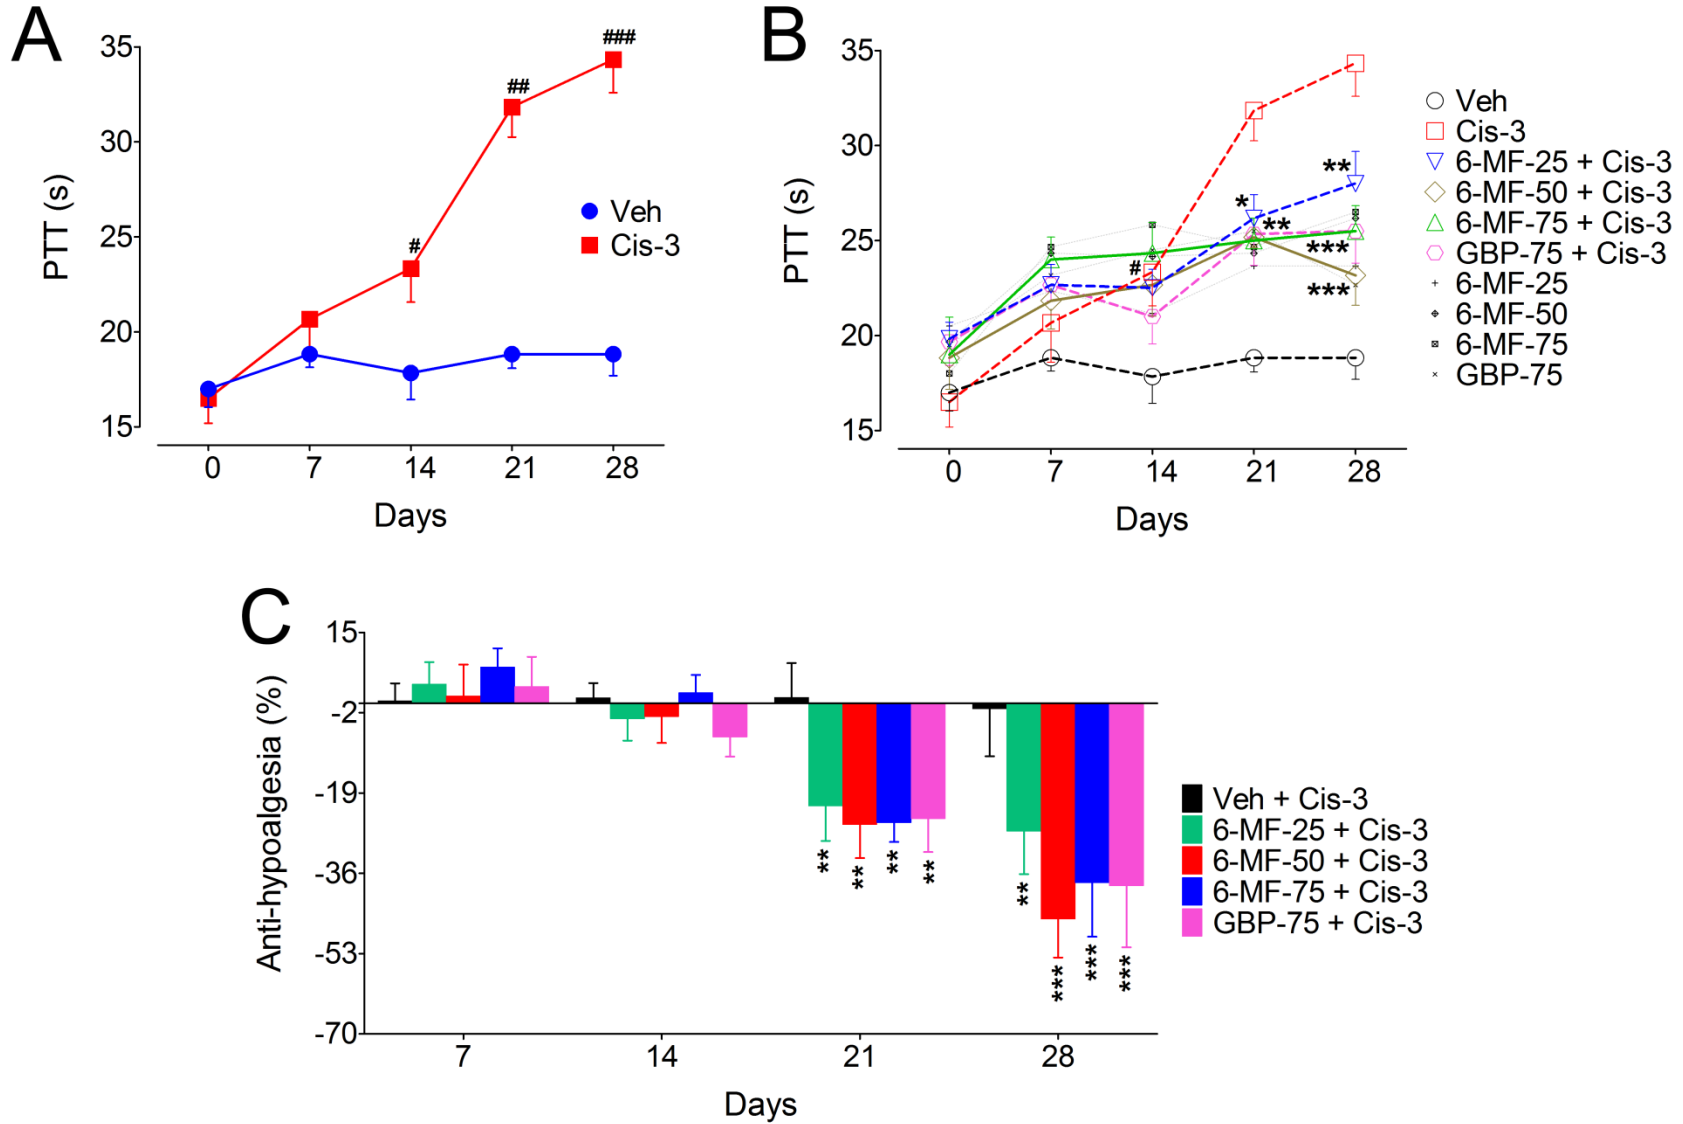 A
35
30
25
20
15
PTT (s)
#
##
###
Veh
Cis-3
0 7 14 21 28
Days
B
35
30
25
20
15
PTT (s)
#
*
**
**
***
***
0 7 14 21 28
Days
Veh
Cis-3
6-MF-25 + Cis-3
6-MF-50 + Cis-3
6-MF-75 + Cis-3
GBP-75 + Cis-3
6-MF-25
6-MF-50
6-MF-75
GBP-75
C
15
-2
-19
-36
-53
-70
Anti-hypoalgesia (%)
** ** ** **
** *** *** ***
7 14 21 28
Days
Veh + Cis-3
6-MF-25 + Cis-3
6-MF-50 + Cis-3
6-MF-75 + Cis-3
GBP-75 + Cis-3